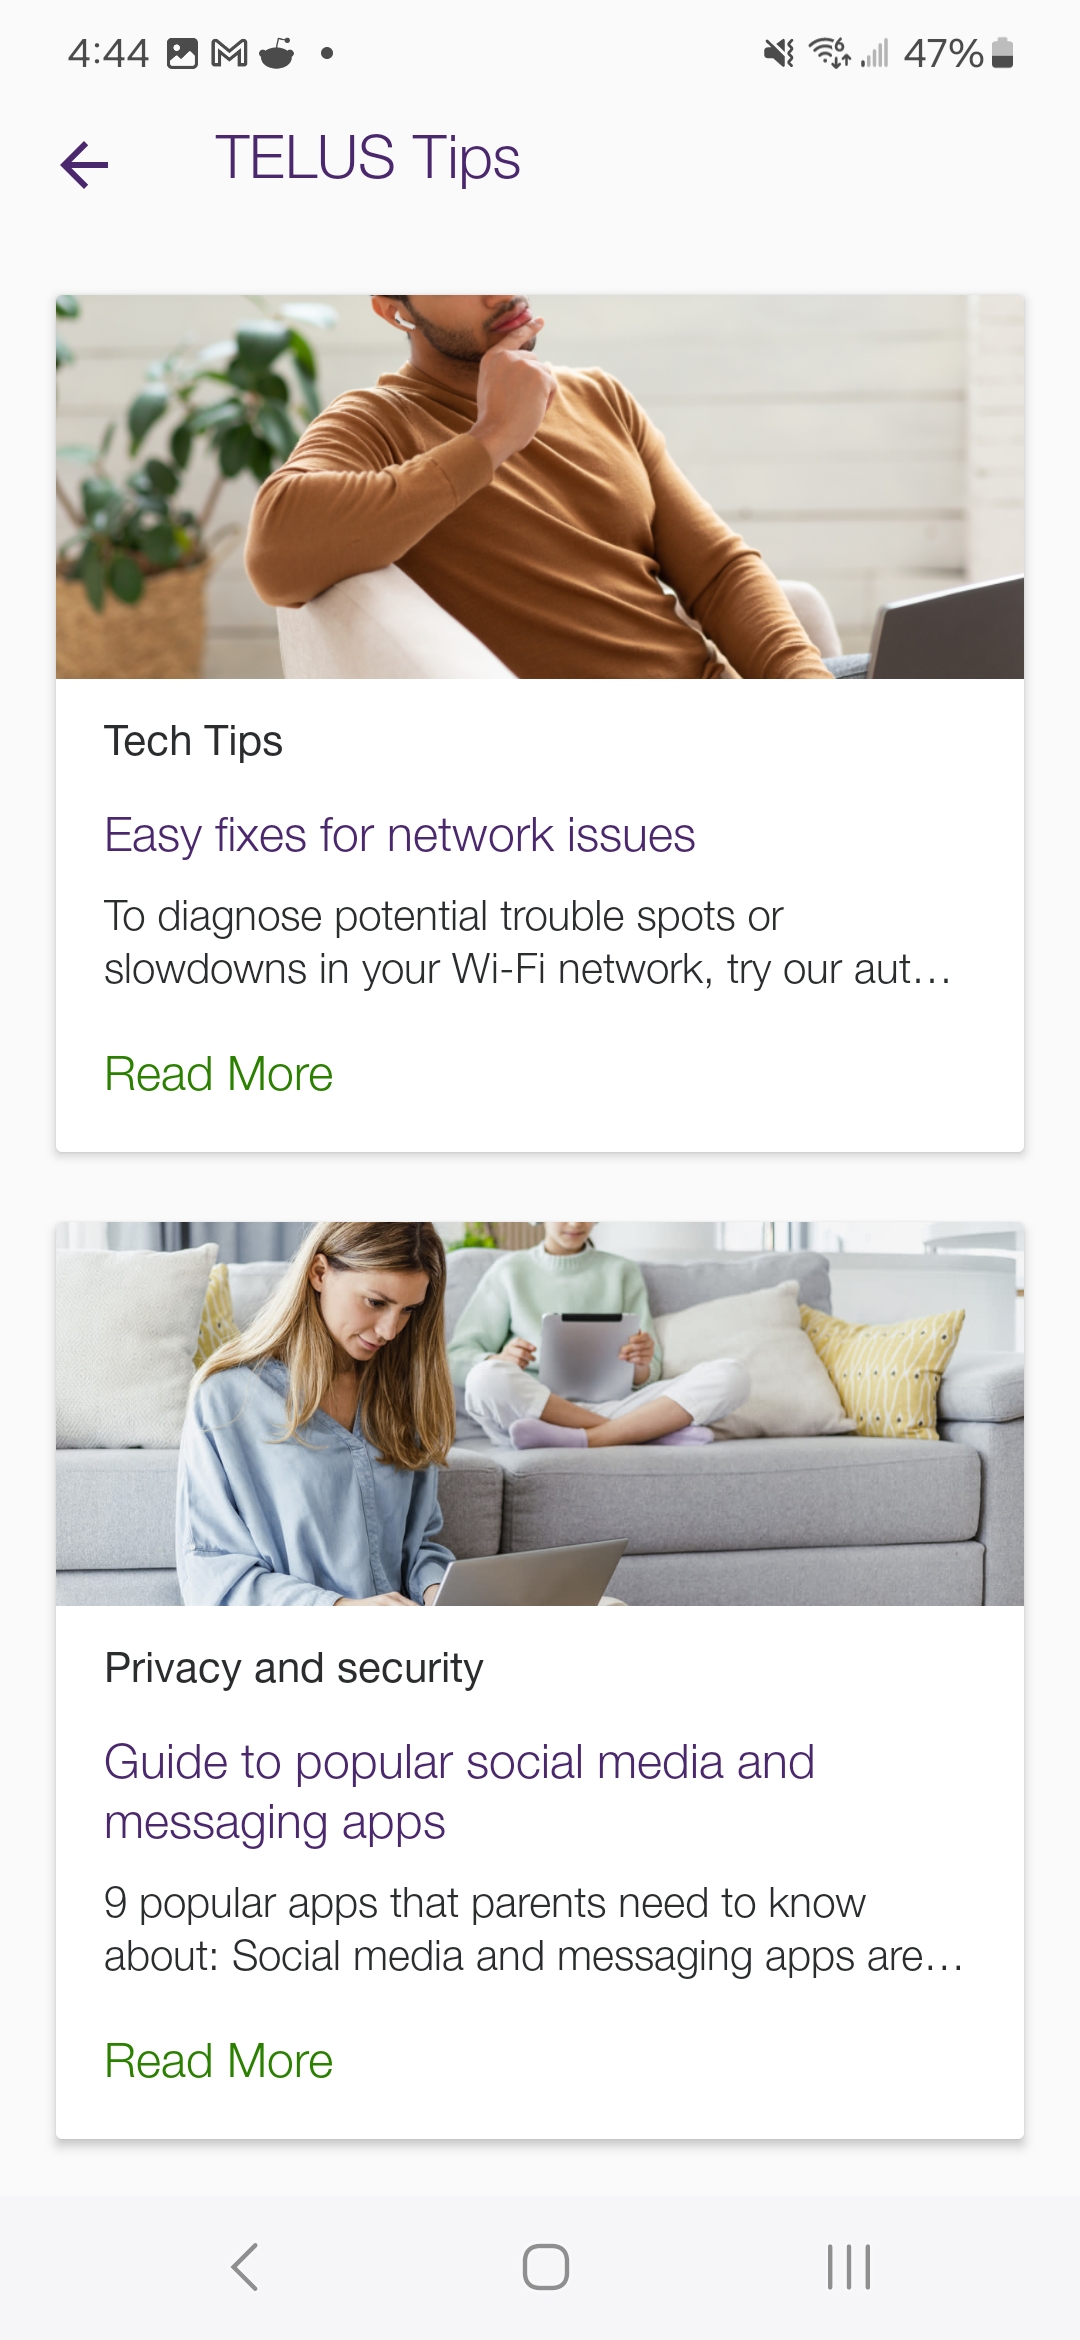 4:44
47%
TELUS Tips
Tech Tips
Easy fixes for network issues
To diagnose potential trouble spots or
slowdowns in your Wi-Fi network, try our aut...
Read More
Privacy and security
Guide to popular social media and
messaging apps
9 popular apps that parents need to know
about: Social media and messaging apps are...
Read More